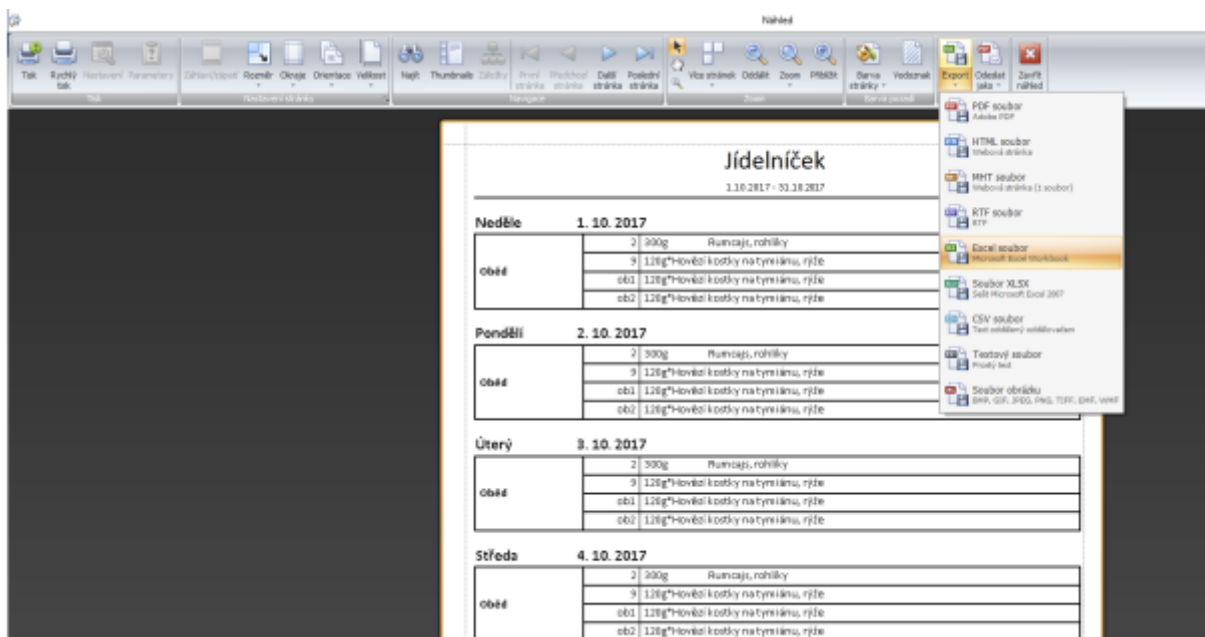 Náhled
Tisk
Rychlý tisk
Nastavení
Parametry
Záhlaví/zápatí
Rozměr
Okraje
Orientace
Velikost
Najít
Thumbnails
Záložky
První stránka
Předchozí stránka
Další stránka
Poslední stránka
Více stránek
Oddálit
Zoom
Přiblížit
Barva stránky
Vodoznak
Export
Odeslat jako
Zavřít náhled
Tisk
Nastavení stránky
Navigace
Zoom
Barva pozadí
PDF soubor
Adobe PDF
HTML soubor
Webová stránka
MHT soubor
Webová stránka (1 soubor)
RTF soubor
RTF
Excel soubor
Microsoft Excel Workbook
Soubor XLSX
Sešit Microsoft Excel 2007
CSV soubor
Text oddělený oddělovačem
Textový soubor
Prostý text
Soubor obrázku
BMP, GIF, JPEG, PNG, TIFF, EMF, WMF
Jídelníček
1.10.2017 - 31.10.2017
Neděle 1. 10. 2017
Oběd
2 300g Rumcajs, rohlíky
9 120g*Hovězí kostky na tymiánu, rýže
ob1 120g*Hovězí kostky na tymiánu, rýže
ob2 120g*Hovězí kostky na tymiánu, rýže
Pondělí 2. 10. 2017
Oběd
2 300g Rumcajs, rohlíky
9 120g*Hovězí kostky na tymiánu, rýže
ob1 120g*Hovězí kostky na tymiánu, rýže
ob2 120g*Hovězí kostky na tymiánu, rýže
Úterý 3. 10. 2017
Oběd
2 300g Rumcajs, rohlíky
9 120g*Hovězí kostky na tymiánu, rýže
ob1 120g*Hovězí kostky na tymiánu, rýže
ob2 120g*Hovězí kostky na tymiánu, rýže
Středa 4. 10. 2017
Oběd
2 300g Rumcajs, rohlíky
9 120g*Hovězí kostky na tymiánu, rýže
ob1 120g*Hovězí kostky na tymiánu, rýže
ob2 120g*Hovězí kostky na tymiánu, rýže